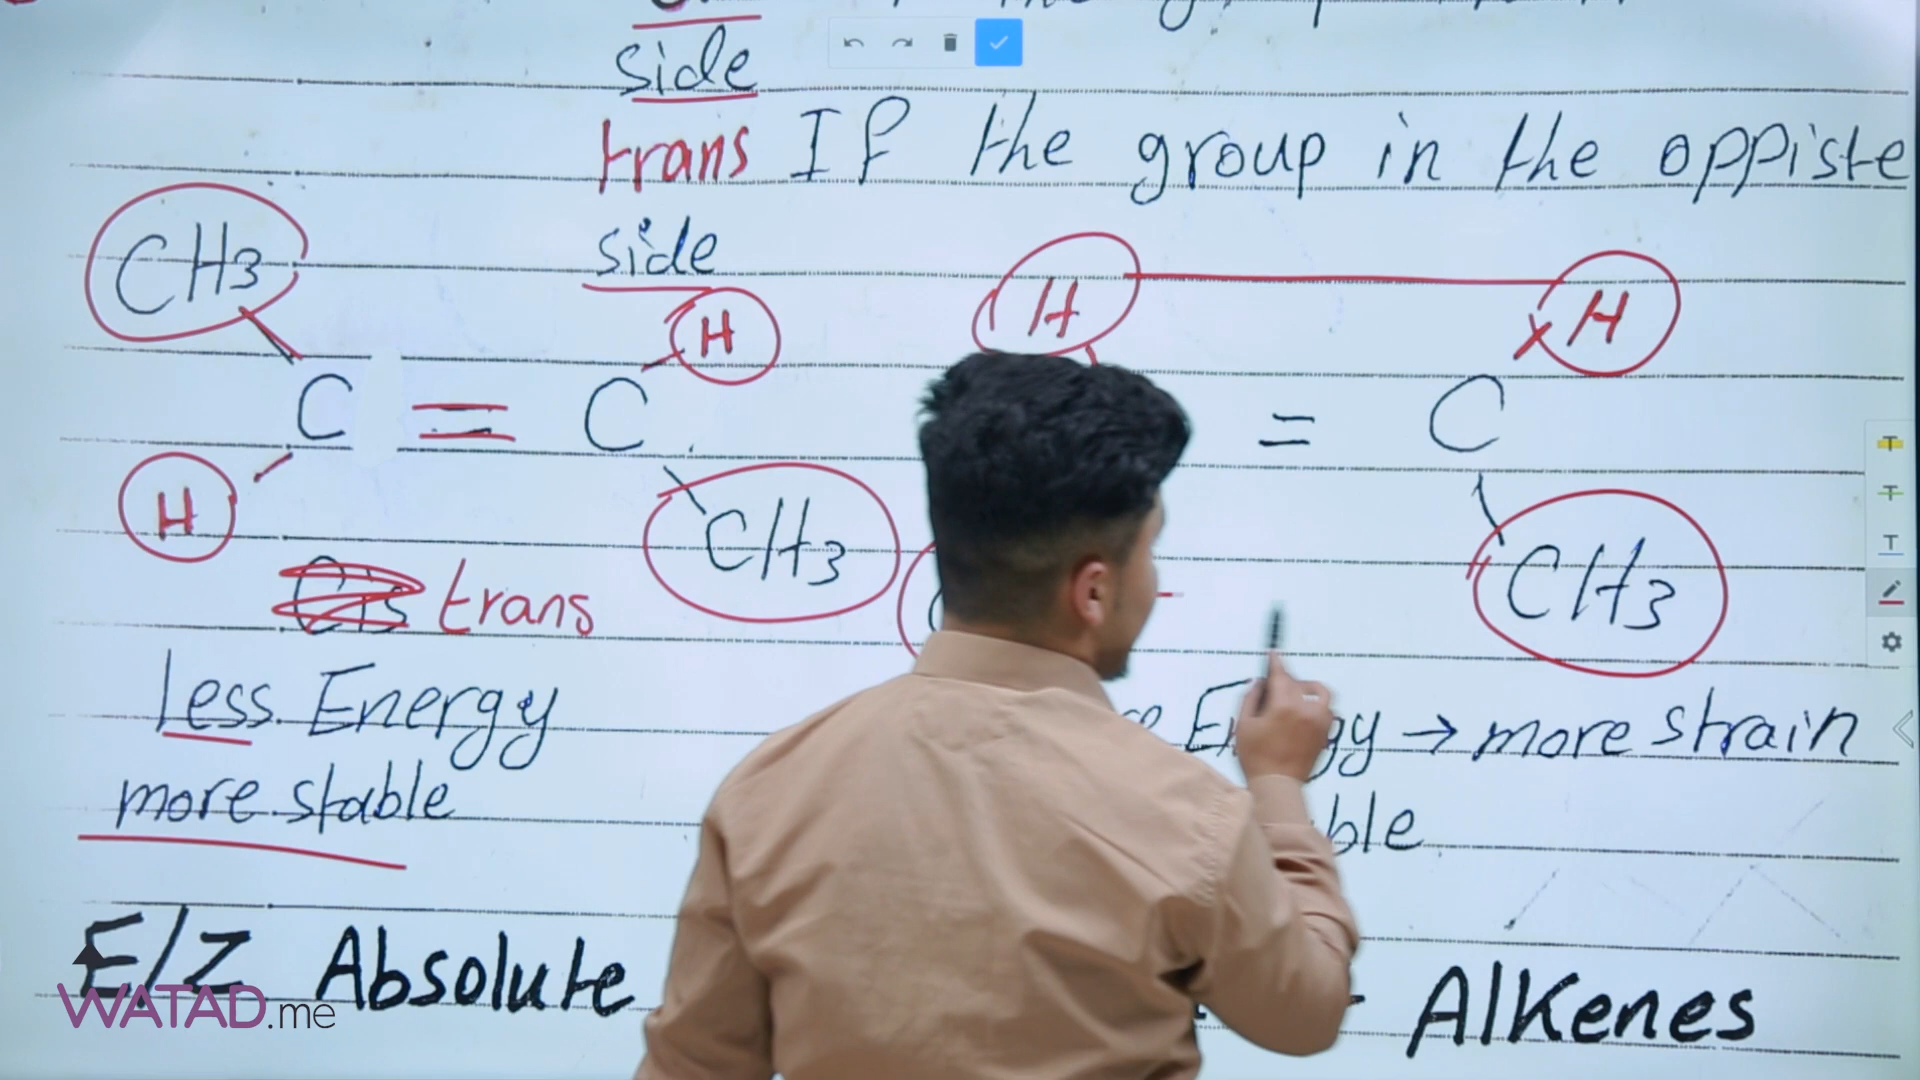 side
trans If the group in the oppiste
side
CH3 H H H
C = C = C
H CH3 CH3
Cis trans
less Energy Energy → more strain
more stable
E/Z Absolute Alkenes
WATAD.me